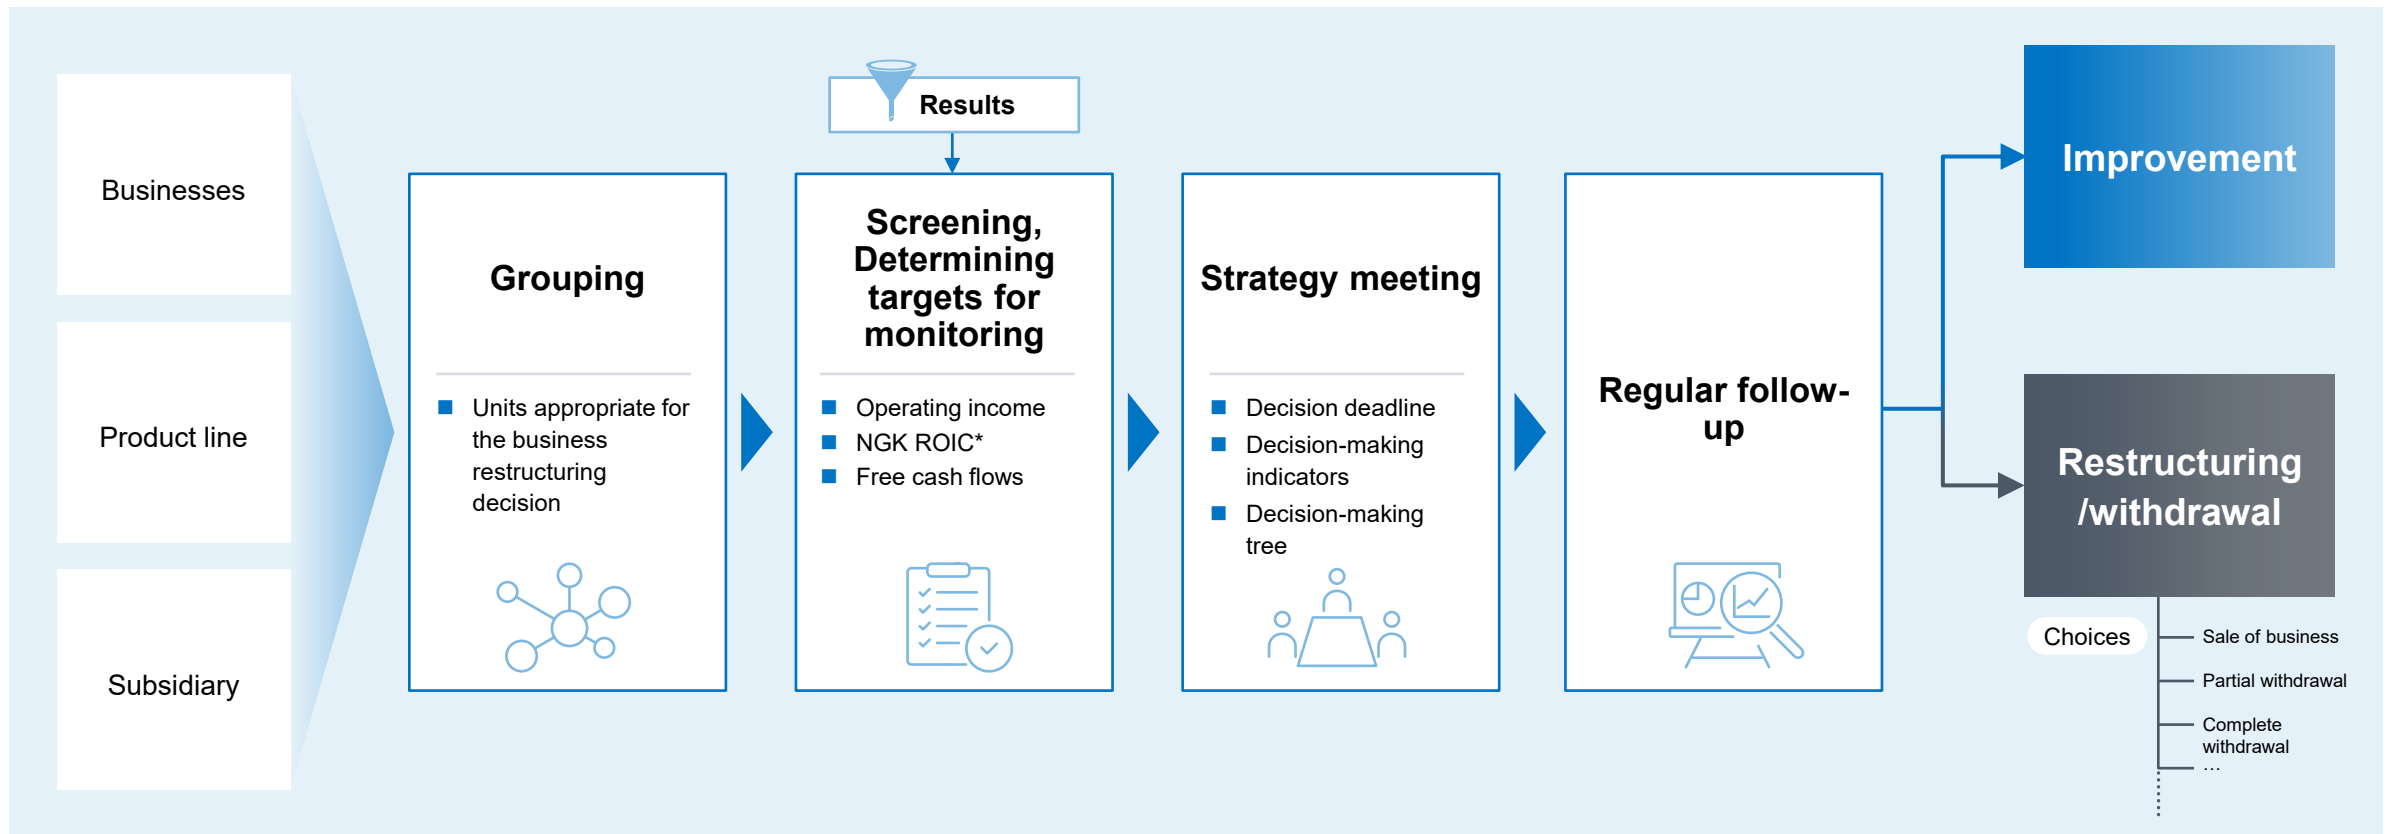 Businesses
Product line
Subsidiary
Grouping
Units appropriate for
the business
restructuring
decision
Results
Screening,
Determining
targets for
monitoring
Operating income
NGK ROIC*
Free cash flows
Strategy meeting
Decision deadline
Decision-making
indicators
Decision-making
tree
Regular follow-
up
Improvement
Restructuring
/withdrawal
Choices
Sale of business
Partial withdrawal
Complete
withdrawal
...